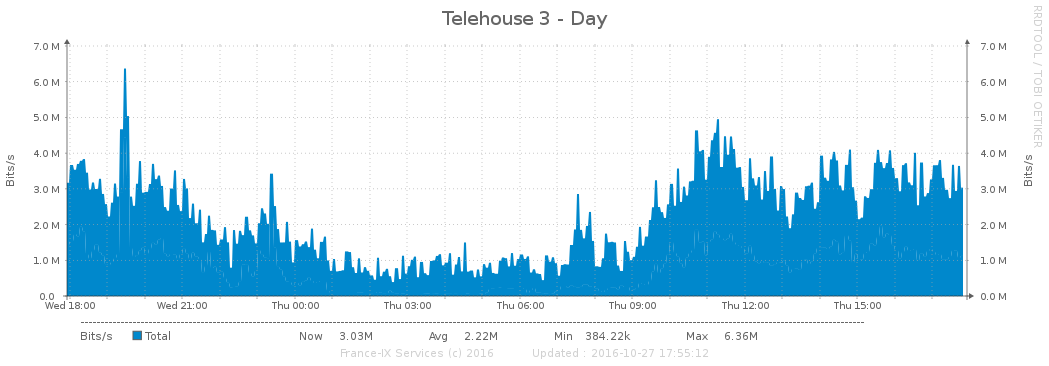 Telehouse 3 - Day
RRDTOOL / TOBI OETIKER
Bits/s
7.0 M 7.0 M
6.0 M 6.0 M
5.0 M 5.0 M
4.0 M 4.0 M
3.0 M 3.0 M
2.0 M 2.0 M
1.0 M 1.0 M
0.0 0.0 M
Bits/s
Wed 18:00 Wed 21:00 Thu 00:00 Thu 03:00 Thu 06:00 Thu 09:00 Thu 12:00 Thu 15:00
Bits/s Total Now 3.03M Avg 2.22M Min 384.22k Max 6.36M
France-IX Services (c) 2016 Updated : 2016-10-27 17:55:12